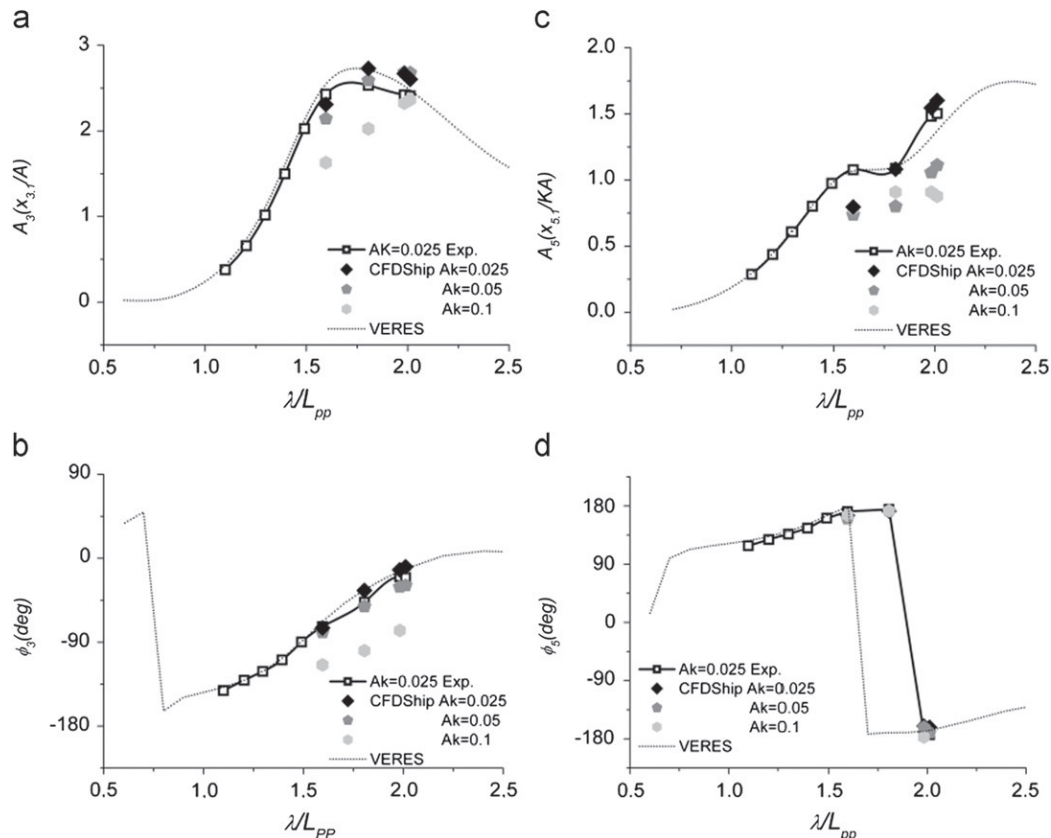 a
3
2
1
0
A3(x3.1/A)
AK=0.025 Exp.
CFDShip Ak=0.025
Ak=0.05
Ak=0.1
VERES
0.5 1.0 1.5 2.0 2.5
λ/Lpp
c
2.0
1.5
1.0
0.5
0.0
A5(x5.1/KA)
Ak=0.025 Exp.
CFDShip Ak=0.025
Ak=0.05
Ak=0.1
VERES
0.5 1.0 1.5 2.0 2.5
λ/Lpp
b
90
0
-90
-180
ϕ3(deg)
Ak=0.025 Exp.
CFDShip Ak=0.025
Ak=0.05
Ak=0.1
VERES
0.5 1.0 1.5 2.0 2.5
λ/LPP
d
180
90
0
-90
-180
ϕ5(deg)
Ak=0.025 Exp.
CFDShip Ak=0.025
Ak=0.05
Ak=0.1
VERES
0.5 1.0 1.5 2.0 2.5
λ/Lpp